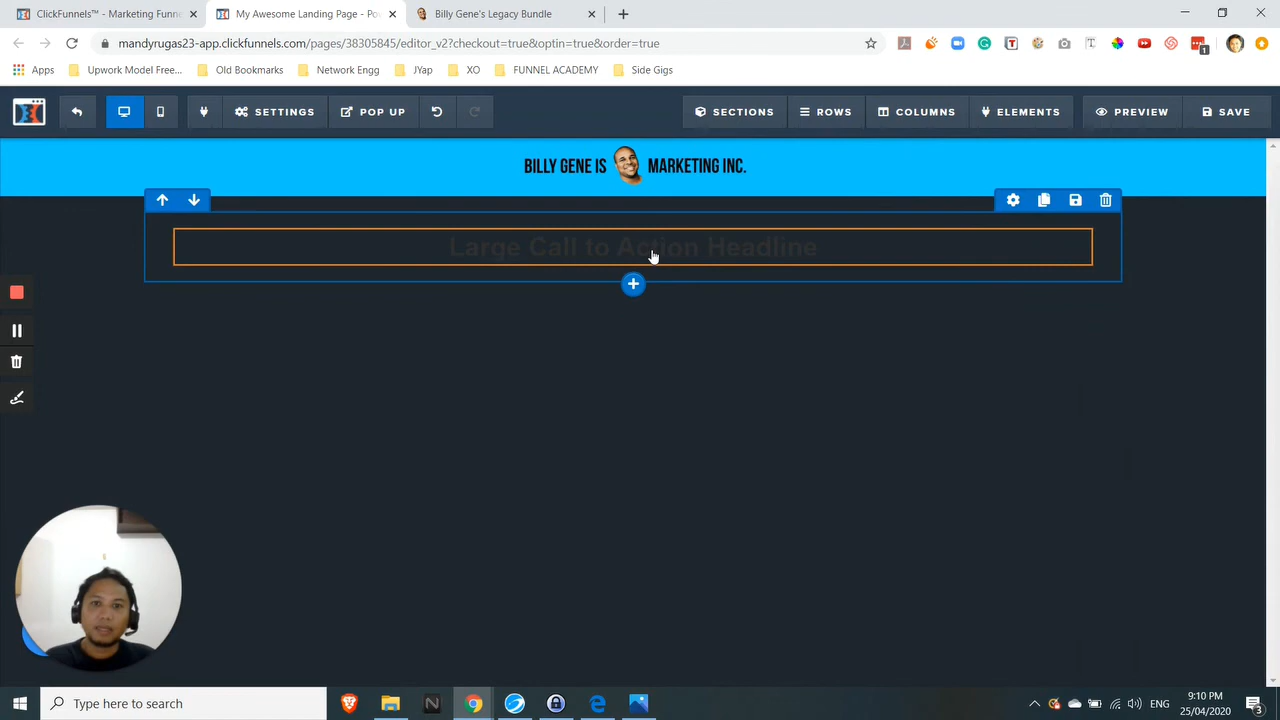 ClickFunnels™ - Marketing Funne
My Awesome Landing Page - Po
Billy Gene's Legacy Bundle
mandyrugas23-app.clickfunnels.com/pages/38305845/editor_v2?checkout=true&optin=true&order=true
Apps
Upwork Model Free...
Old Bookmarks
Network Engg
JYap
XO
FUNNEL ACADEMY
Side Gigs
SETTINGS
POP UP
SECTIONS
ROWS
COLUMNS
ELEMENTS
PREVIEW
SAVE
BILLY GENE IS MARKETING INC.
Large Call to Action Headline
Type here to search
ENG
9:10 PM
25/04/2020
3